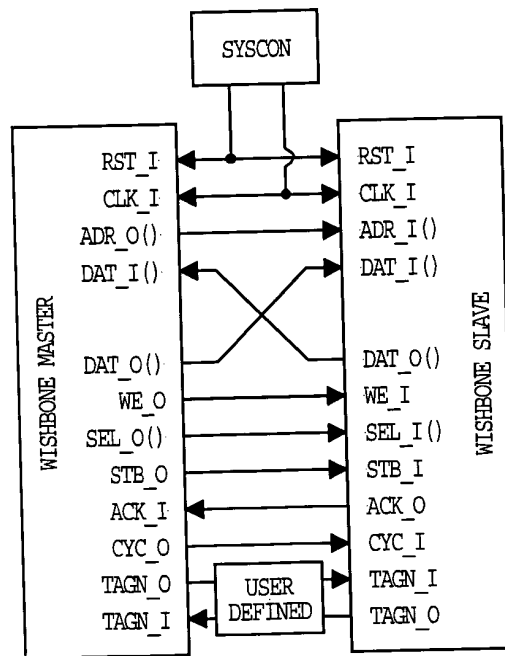 SYSCON
WISHBONE MASTER
RST_I
CLK_I
ADR_O()
DAT_I()
DAT_O()
WE_O
SEL_O()
STB_O
ACK_I
CYC_O
TAGN_O
TAGN_I
USER
DEFINED
RST_I
CLK_I
ADR_I()
DAT_I()
DAT_O()
WE_I
SEL_I()
STB_I
ACK_O
CYC_I
TAGN_I
TAGN_O
WISHBONE SLAVE